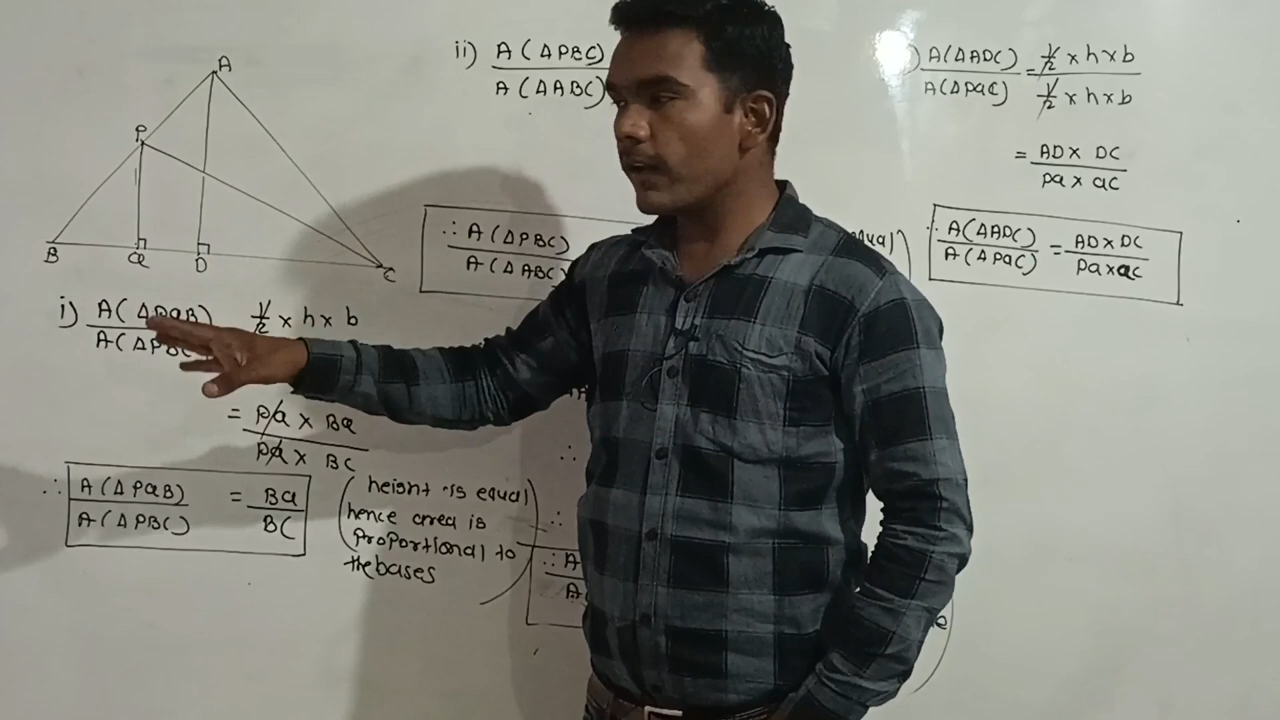 A
P
B
Q
D
C
i) A(ΔPQB) 1/2 × h × b
A(ΔPBC
= PQ × BQ
PQ × BC
∴ A(ΔPQB) = BQ
A(ΔPBC) BC
(height is equal
hence area is
proportional to
the bases)
ii) A(ΔPBC)
A(ΔABC)
∴ A(ΔPBC)
A(ΔABC)
equal)
∴
∴
∴ A
A
) A(ΔADC) = 1/2 × h × b
A(ΔPQC) 1/2 × h × b
= AD × DC
PQ × QC
∴ A(ΔADC) = AD × DC
A(ΔPQC) PQ × QC